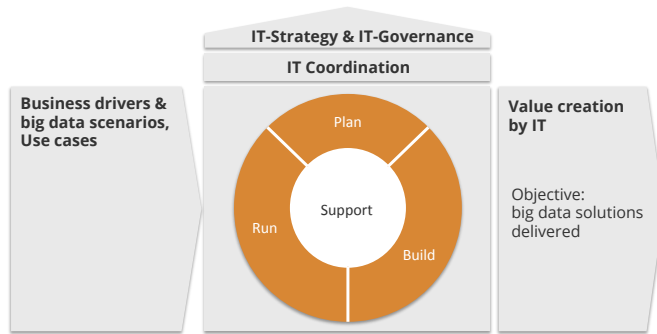 IT-Strategy & IT-Governance
IT Coordination
Business drivers &
big data scenarios,
Use cases
Plan
Support
Run
Build
Value creation
by IT
Objective:
big data solutions
delivered